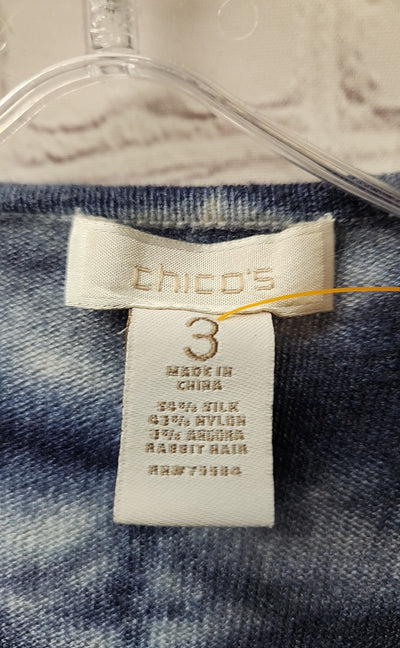 chico's
3
MADE IN
CHINA
54% SILK
43% NYLON
3% ANGORA
RABBIT HAIR